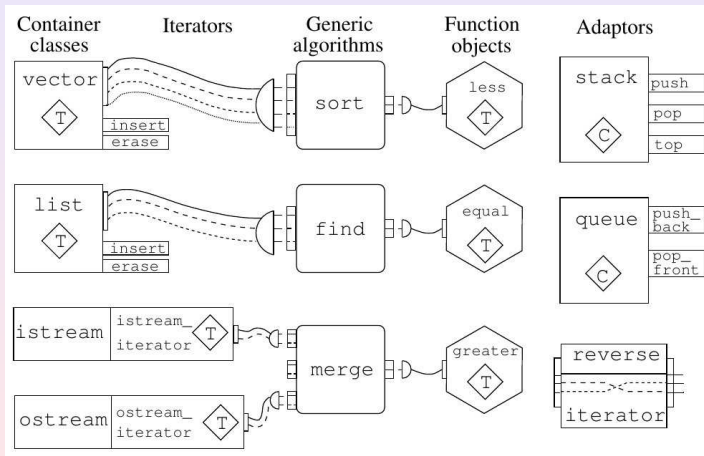 Container
classes
Iterators
Generic
algorithms
Function
objects
Adaptors
vector
T
insert
erase
sort
less
T
stack
C
push
pop
top
list
T
insert
erase
find
equal
T
queue
C
push_
back
pop_
front
istream
istream_
iterator
T
ostream
ostream_
iterator
T
merge
greater
T
reverse
iterator